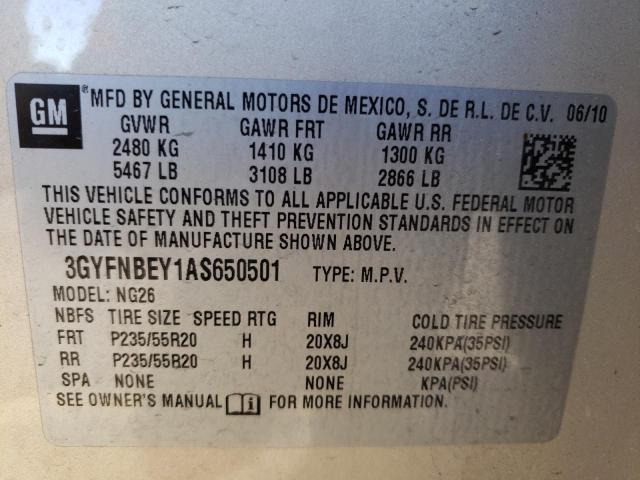 GM ® MFD BY GENERAL MOTORS DE MEXICO, S. DE R.L. DE C.V. 06/10
GVWR GAWR FRT GAWR RR
2480 KG 1410 KG 1300 KG
5467 LB 3108 LB 2866 LB
THIS VEHICLE CONFORMS TO ALL APPLICABLE U.S. FEDERAL MOTOR
VEHICLE SAFETY AND THEFT PREVENTION STANDARDS IN EFFECT ON
THE DATE OF MANUFACTURE SHOWN ABOVE.
3GYFNBEY1AS650501 TYPE: M.P.V.
MODEL: NG26
NBFS TIRE SIZE SPEED RTG RIM COLD TIRE PRESSURE
FRT P235/55R20 H 20X8J 240KPA(35PSI)
RR P235/55R20 H 20X8J 240KPA(35PSI)
SPA NONE NONE KPA(PSI)
SEE OWNER'S MANUAL FOR MORE INFORMATION.